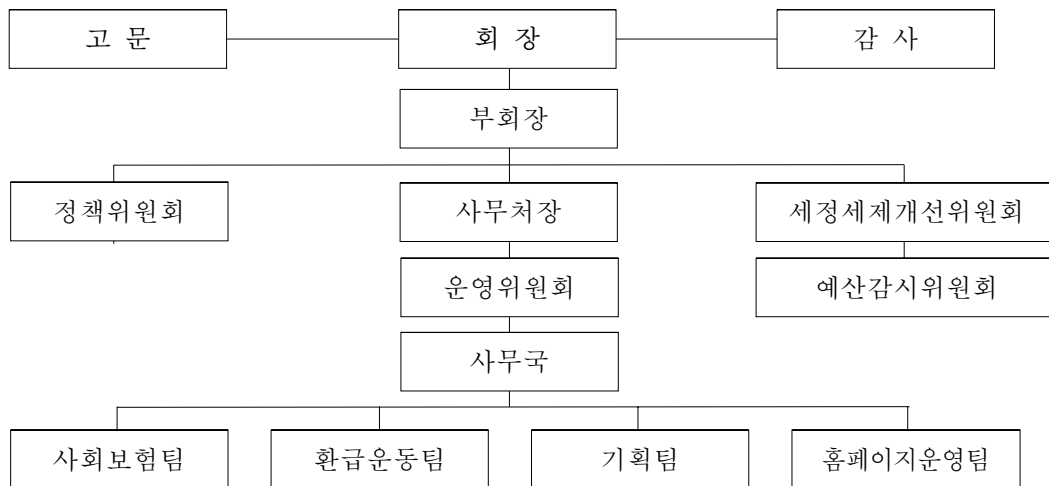 고 문
회 장
감 사
부회장
정책위원회
사무처장
세정세제개선위원회
운영위원회
예산감시위원회
사무국
사회보험팀
환급운동팀
기획팀
홈페이지운영팀